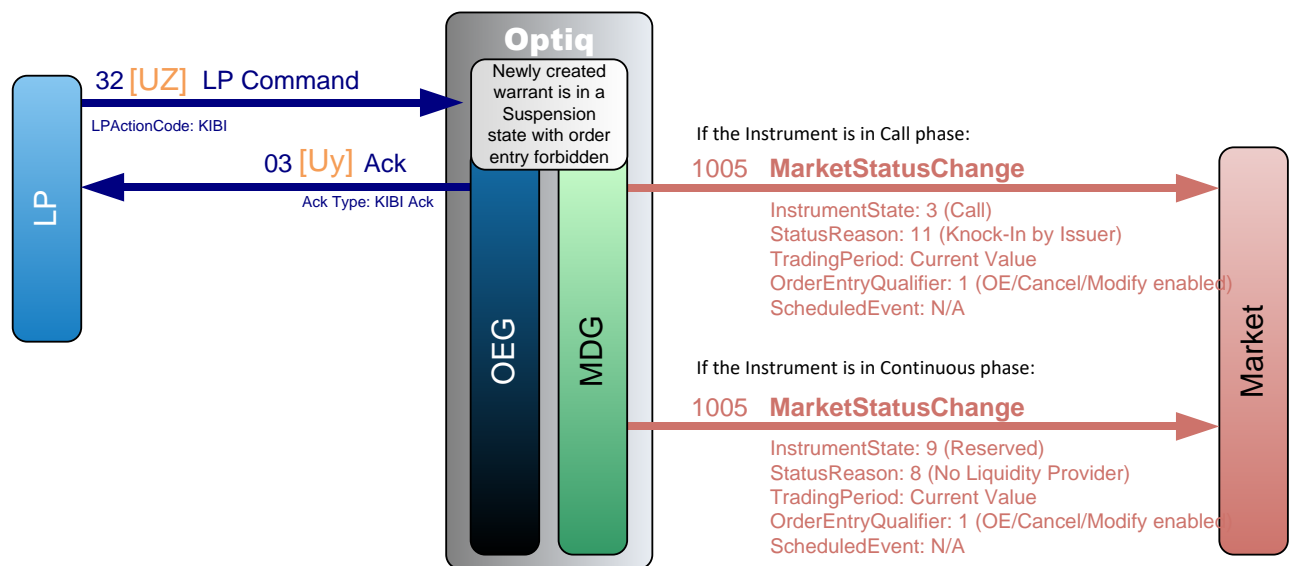 Optiq
Newly created
warrant is in a
Suspension
state with order
entry forbidden
32 [UZ] LP Command
LPActionCode: KIBI
03 [Uy] Ack
Ack Type: KIBI Ack
LP
OEG
MDG
If the Instrument is in Call phase:
1005 MarketStatusChange
InstrumentState: 3 (Call)
StatusReason: 11 (Knock-In by Issuer)
TradingPeriod: Current Value
OrderEntryQualifier: 1 (OE/Cancel/Modify enabled)
ScheduledEvent: N/A
If the Instrument is in Continuous phase:
1005 MarketStatusChange
InstrumentState: 9 (Reserved)
StatusReason: 8 (No Liquidity Provider)
TradingPeriod: Current Value
OrderEntryQualifier: 1 (OE/Cancel/Modify enabled)
ScheduledEvent: N/A
Market